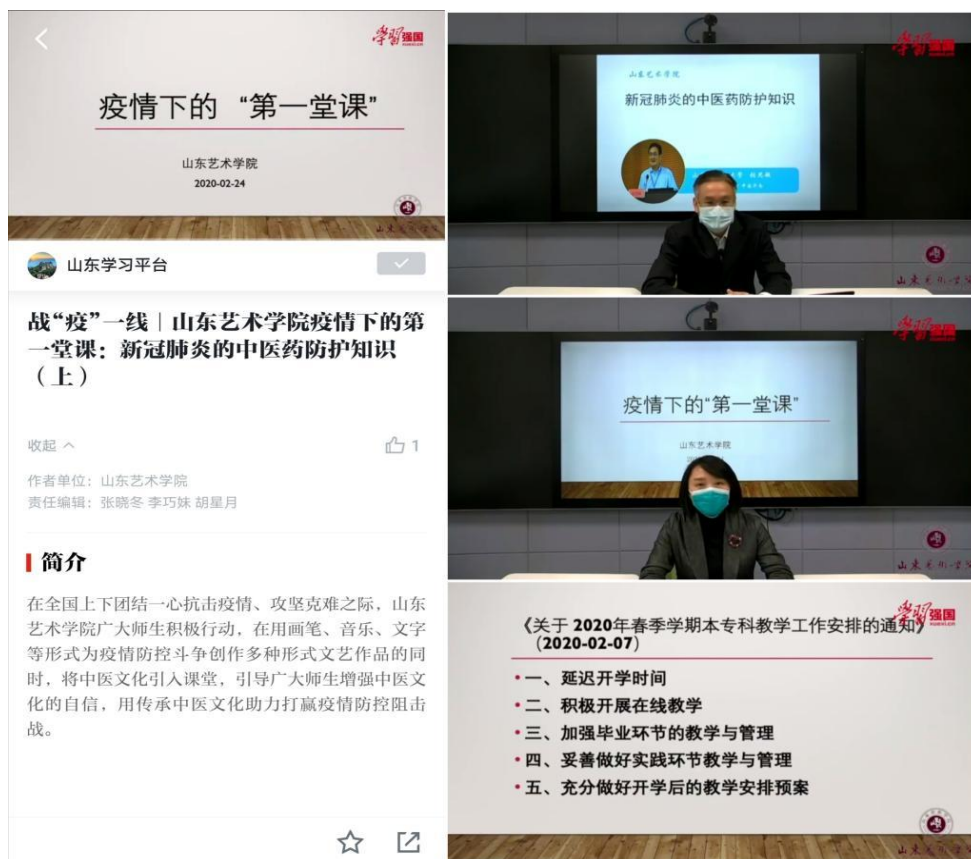 学习强国
疫情下的 “第一堂课”
山东艺术学院
2020-02-24
山东学习平台
战“疫”一线｜山东艺术学院疫情下的第
一堂课：新冠肺炎的中医药防护知识
（上）
收起
1
作者单位：山东艺术学院
责任编辑：张晓冬 李巧妹 胡星月
简介
在全国上下团结一心抗击疫情、攻坚克难之际，山东
艺术学院广大师生积极行动，在用画笔、音乐、文字
等形式为疫情防控斗争创作多种形式文艺作品的同
时，将中医文化引入课堂，引导广大师生增强中医文
化的自信，用传承中医文化助力打赢疫情防控阻击
战。
学习强国
山东艺术学院
新冠肺炎的中医药防护知识
山东艺术学院
学习强国
疫情下的“第一堂课”
山东艺术学院
山东艺术学院
学习强国
《关于 2020年春季学期本专科教学工作安排的通知》
（2020-02-07）
•一、延迟开学时间
•二、积极开展在线教学
•三、加强毕业环节的教学与管理
•四、妥善做好实践环节教学与管理
•五、充分做好开学后的教学安排预案